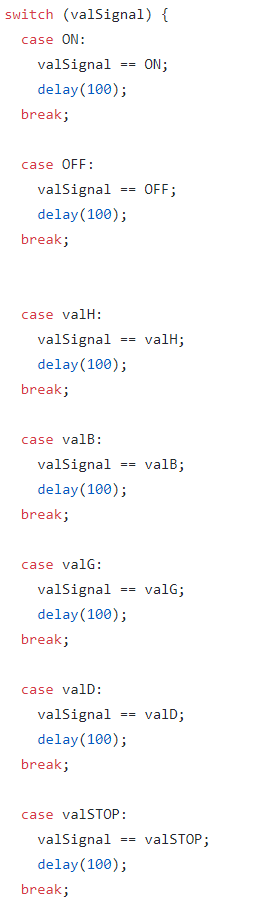 switch (valSignal) {
  case ON:
    valSignal == ON;
    delay(100);
  break;

  case OFF:
    valSignal == OFF;
    delay(100);
  break;


  case valH:
    valSignal == valH;
    delay(100);
  break;

  case valB:
    valSignal == valB;
    delay(100);
  break;

  case valG:
    valSignal == valG;
    delay(100);
  break;

  case valD:
    valSignal == valD;
    delay(100);
  break;

  case valSTOP:
    valSignal == valSTOP;
    delay(100);
  break;